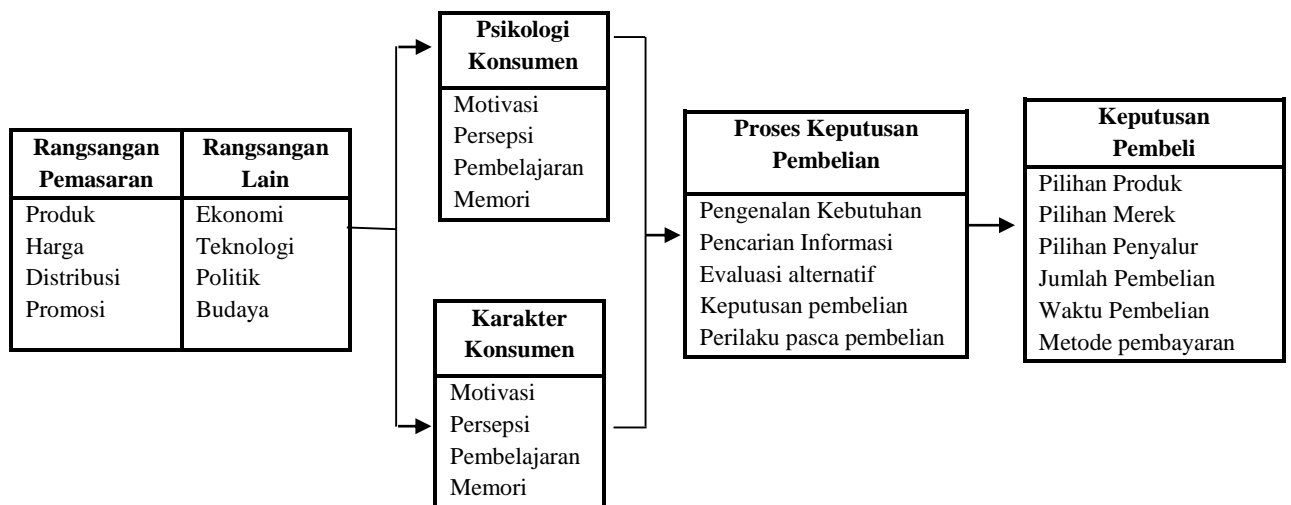 Rangsangan
Pemasaran
Produk
Harga
Distribusi
Promosi
Rangsangan
Lain
Ekonomi
Teknologi
Politik
Budaya
Psikologi
Konsumen
Motivasi
Persepsi
Pembelajaran
Memori
Karakter
Konsumen
Motivasi
Persepsi
Pembelajaran
Memori
Proses Keputusan
Pembelian
Pengenalan Kebutuhan
Pencarian Informasi
Evaluasi alternatif
Keputusan pembelian
Perilaku pasca pembelian
Keputusan
Pembeli
Pilihan Produk
Pilihan Merek
Pilihan Penyalur
Jumlah Pembelian
Waktu Pembelian
Metode pembayaran